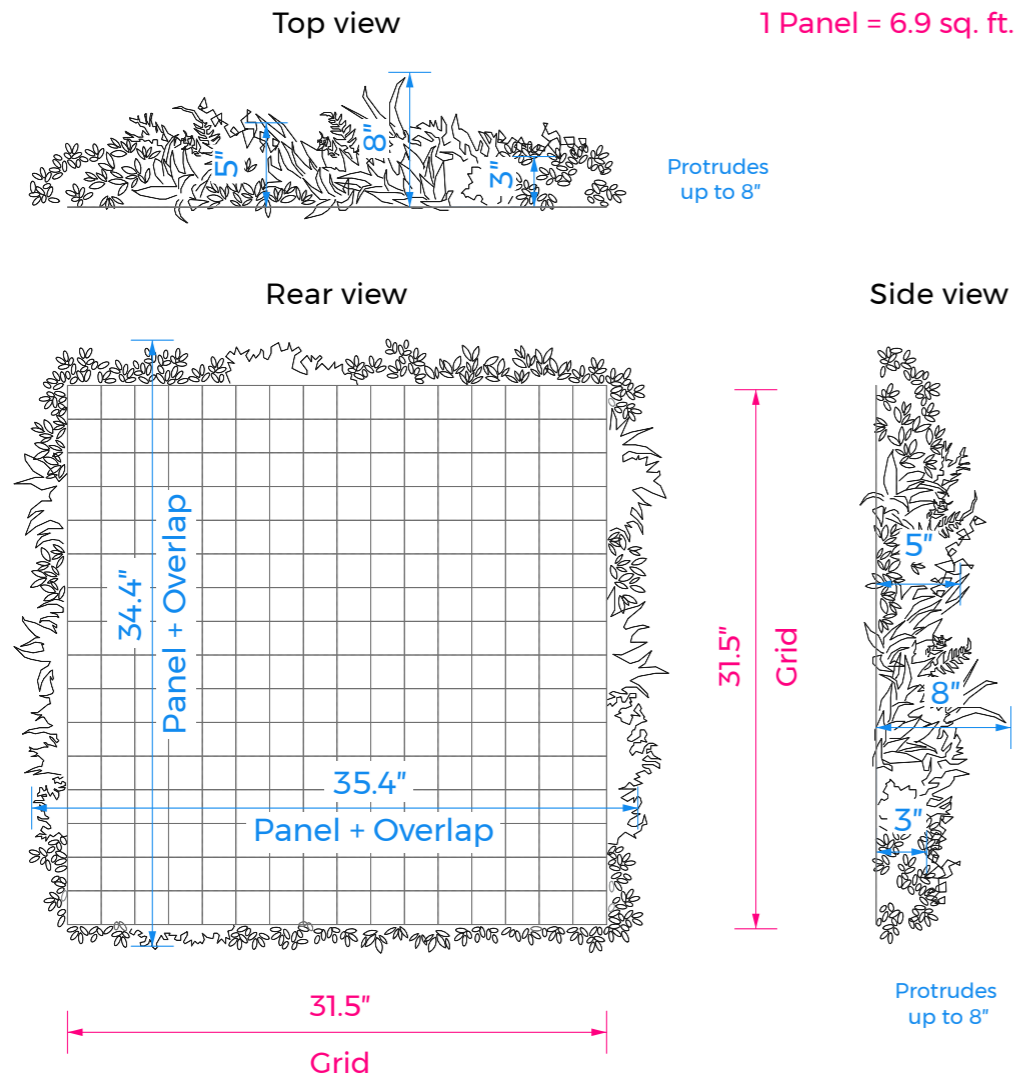 Top view
1 Panel = 6.9 sq. ft.
5"
8"
3"
Protrudes
up to 8"
Rear view
Side view
34.4"
Panel + Overlap
35.4"
Panel + Overlap
31.5"
Grid
5"
8"
3"
31.5"
Grid
Protrudes
up to 8"